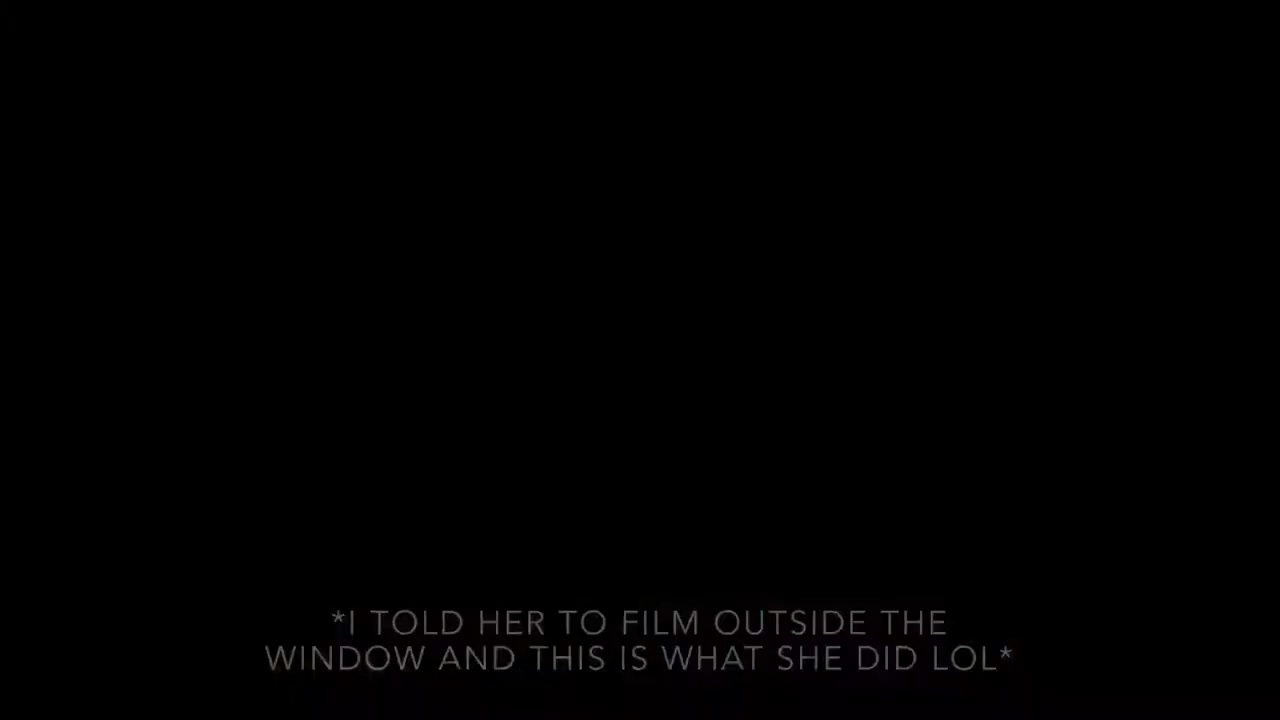 *I TOLD HER TO FILM OUTSIDE THE
WINDOW AND THIS IS WHAT SHE DID LOL*